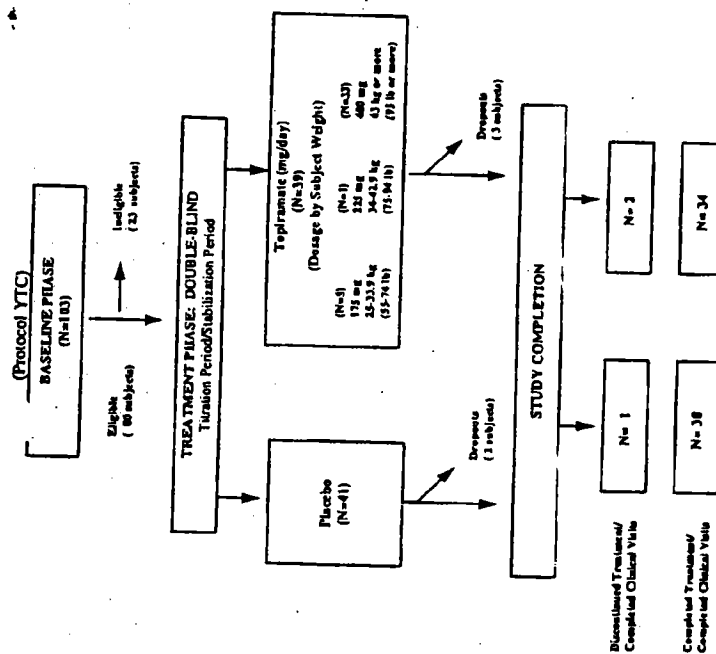 (Protocol YTC)
BASELINE PHASE
(N=103)
Eligible
( 80 subjects)
Ineligible
( 23 subjects)
TREATMENT PHASE: DOUBLE-BLIND
Titration Period/Stabilization Period
Placebo
(N=41)
Topiramate (mg/day)
(N=39)
(Dosage by Subject Weight)
(N=5)
175 mg
25-33.9 kg
(55-74 lb)
(N=1)
225 mg
34-42.9 kg
(75-94 lb)
(N=33)
400 mg
43 kg or more
(95 lb or more)
Dropouts
( 2 subjects)
Dropouts
( 3 subjects)
STUDY COMPLETION
Discontinued Treatment/
Completed Clinical Visits
N= 1
N= 2
Completed Treatment/
Completed Clinical Visits
N= 38
N= 34